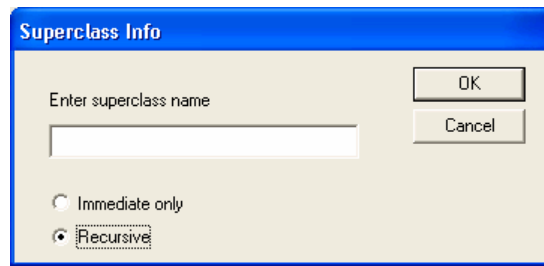 Superclass Info
Enter superclass name
OK
Cancel
Immediate only
Recursive